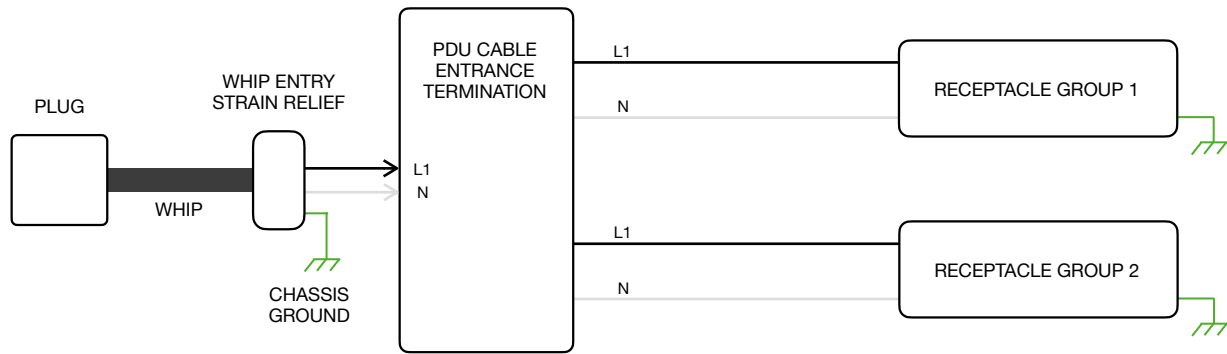 PLUG
WHIP
WHIP ENTRY
STRAIN RELIEF
CHASSIS
GROUND
PDU CABLE
ENTRANCE
TERMINATION
L1
N
L1
N
RECEPTACLE GROUP 1
L1
N
RECEPTACLE GROUP 2